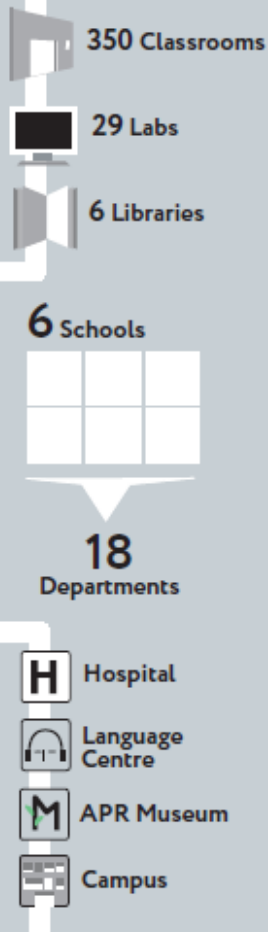 350 Classrooms
29 Labs
6 Libraries
6 Schools
18
Departments
H Hospital
Language
Centre
M APR Museum
Campus